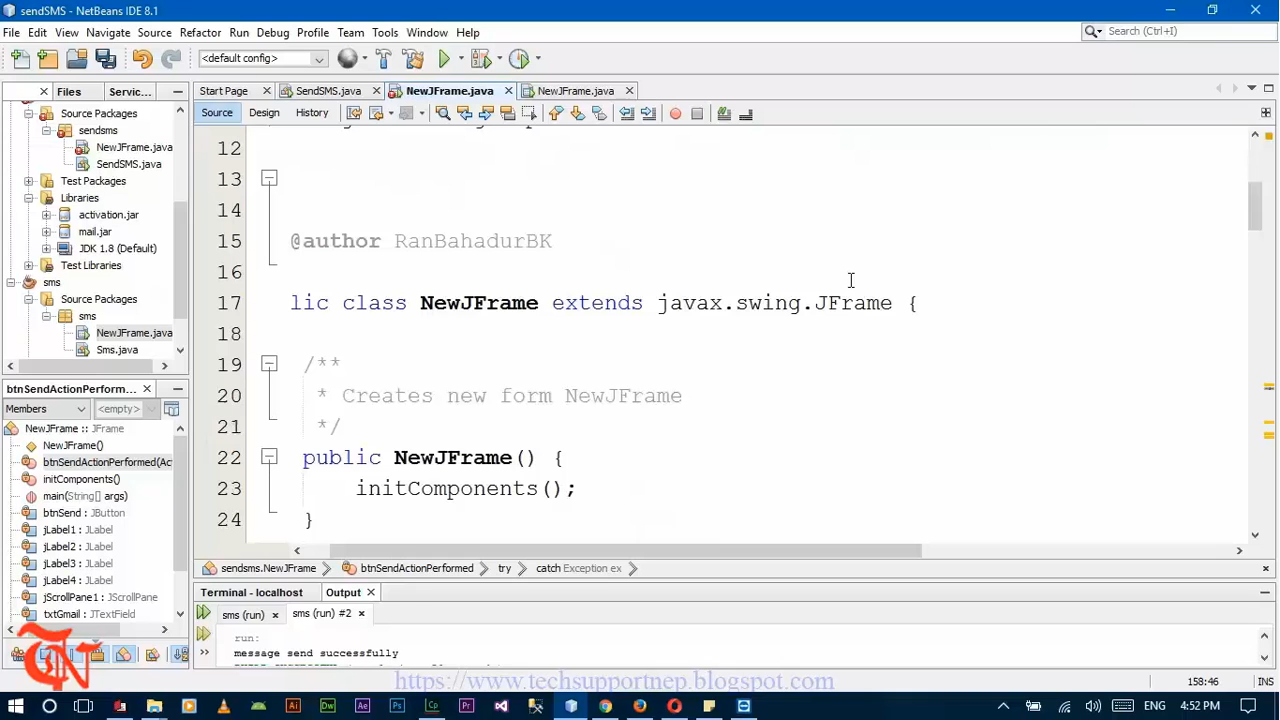 sendSMS - NetBeans IDE 8.1
File Edit View Navigate Source Refactor Run Debug Profile Team Tools Window Help
Search (Ctrl+I)
<default config>
Files Servic...
Start Page SendSMS.java NewJFrame.java NewJFrame.java
Source Design History
Source Packages
sendsms
NewJFrame.java
SendSMS.java
Test Packages
Libraries
activation.jar
mail.jar
JDK 1.8 (Default)
Test Libraries
sms
Source Packages
sms
NewJFrame.java
Sms.java
12
13
14
15 @author RanBahadurBK
16
17 lic class NewJFrame extends javax.swing.JFrame {
18
19 /**
20 * Creates new form NewJFrame
21 */
22 public NewJFrame() {
23 initComponents();
24 }
btnSendActionPerform...
Members <empty>
NewJFrame :: JFrame
NewJFrame()
btnSendActionPerformed(Ac
initComponents()
main(String[] args)
btnSend : JButton
jLabel1 : JLabel
jLabel2 : JLabel
jLabel3 : JLabel
jLabel4 : JLabel
jScrollPane1 : JScrollPane
txtGmail : JTextField
sendsms.NewJFrame btnSendActionPerformed try catch Exception ex
Terminal - localhost Output
sms (run) sms (run) #2
run:
message send successfully
https://www.techsupportnep.blogspot.com
158:46 INS
Ai Dw Ae Ps Cp Pr
ENG 4:52 PM